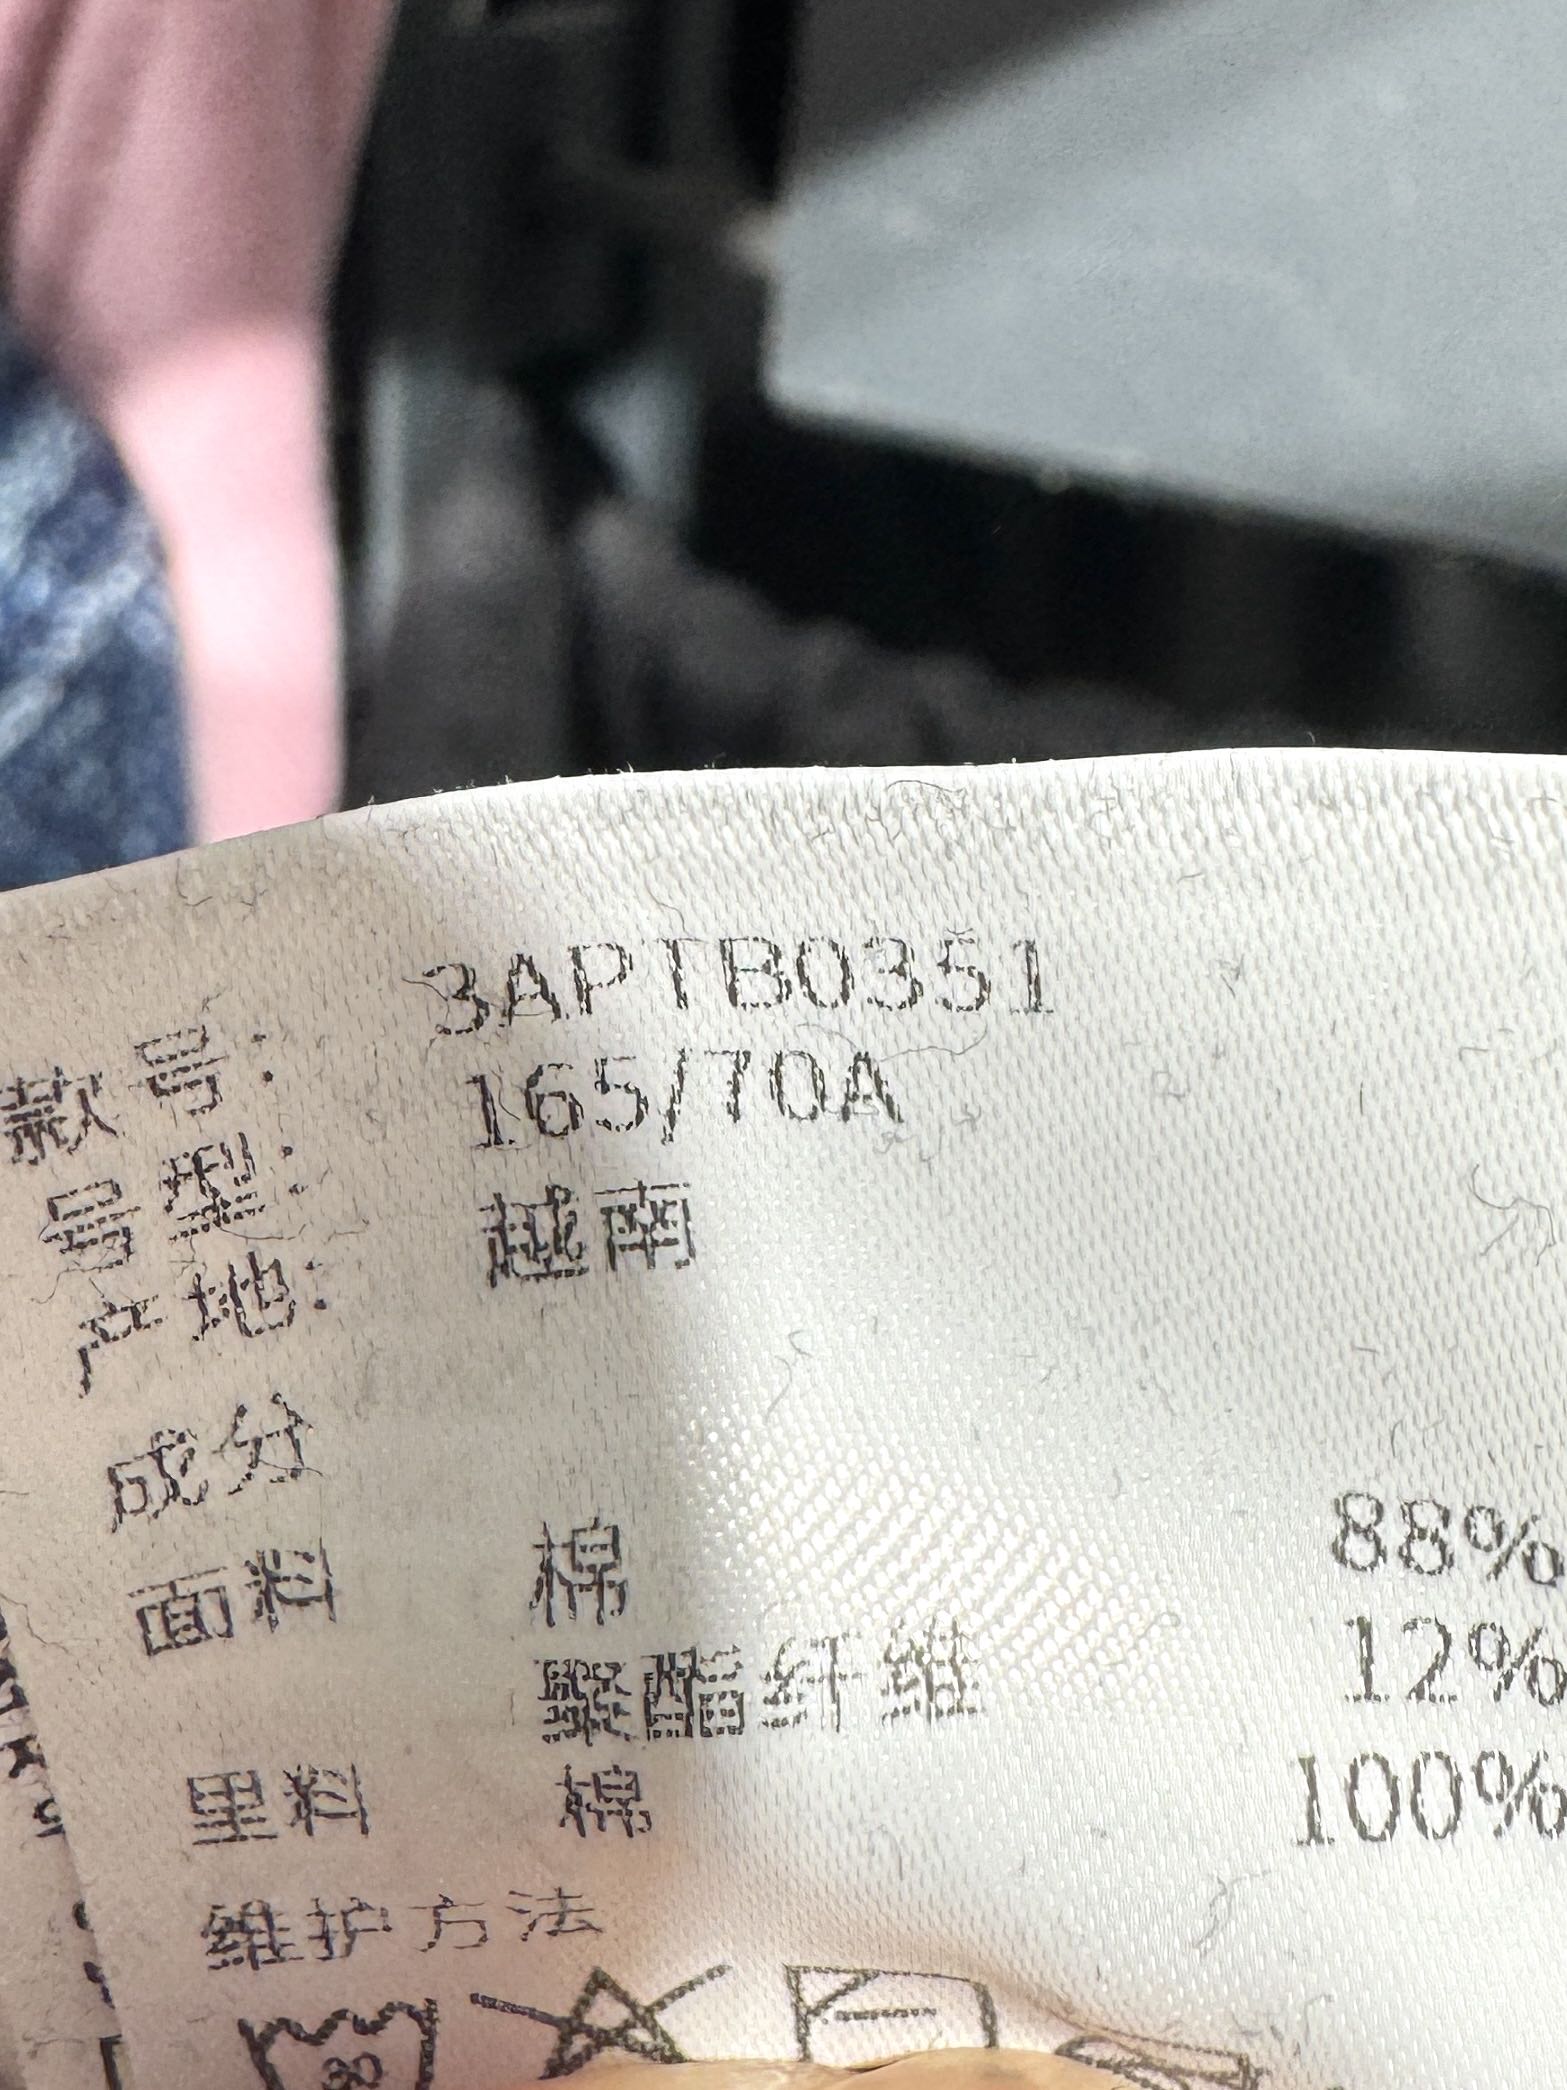 款号： 3APTB0351
号型： 165/70A
产地： 越南
成分
面料 棉 88%
聚酯纤维 12%
里料 棉 100%
维护方法
30